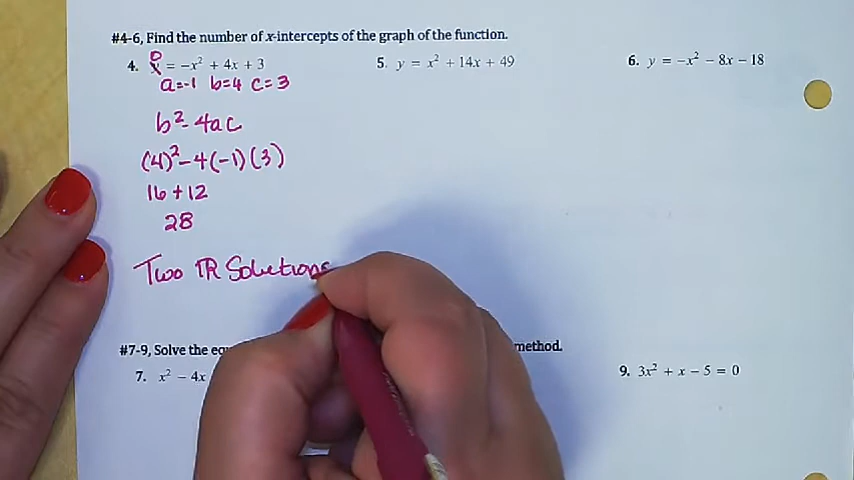 #4-6, Find the number of x-intercepts of the graph of the function.
4. y = −x² + 4x + 3
0
5. y = x² + 14x + 49
6. y = −x² − 8x − 18
a=-1 b=4 c=3
b²-4ac
(4)²-4(-1)(3)
16+12
28
Two ℝ Solutions
#7-9, Solve the method.
7. x² − 4x
9. 3x² + x − 5 = 0